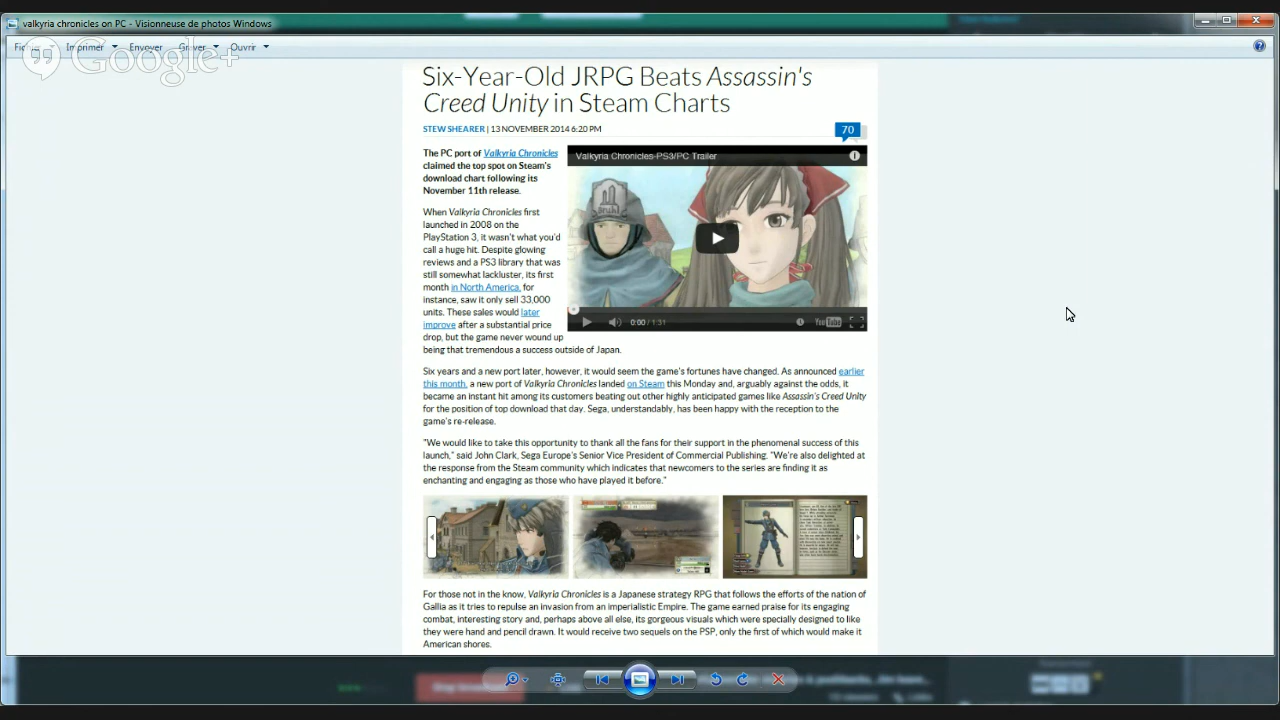 valkyria chronicles on PC - Visionneuse de photos Windows
Imprimer Envoyer Graver Ouvrir
Google+
Six-Year-Old JRPG Beats Assassin's
Creed Unity in Steam Charts
STEW SHEARER | 13 NOVEMBER 2014 6:20 PM
70
The PC port of Valkyria Chronicles
claimed the top spot on Steam's
download chart following its
November 11th release.
Valkyria Chronicles-PS3/PC Trailer
When Valkyria Chronicles first
launched in 2008 on the
PlayStation 3, it wasn't what you'd
call a huge hit. Despite glowing
reviews and a PS3 library that was
still somewhat lackluster, its first
month in North America, for
instance, saw it only sell 33,000
units. These sales would later
improve after a substantial price
drop, but the game never wound up
being that tremendous a success outside of Japan.
0:00 / 1:31
YouTube
Six years and a new port later, however, it would seem the game's fortunes have changed. As announced earlier
this month, a new port of Valkyria Chronicles landed on Steam this Monday and, arguably against the odds, it
became an instant hit among its customers beating out other highly anticipated games like Assassin's Creed Unity
for the position of top download that day. Sega, understandably, has been happy with the reception to the
game's re-release.
"We would like to take this opportunity to thank all the fans for their support in the phenomenal success of this
launch," said John Clark, Sega Europe's Senior Vice President of Commercial Publishing. "We're also delighted at
the response from the Steam community which indicates that newcomers to the series are finding it as
enchanting and engaging as those who have played it before."
For those not in the know, Valkyria Chronicles is a Japanese strategy RPG that follows the efforts of the nation of
Gallia as it tries to repulse an invasion from an imperialistic Empire. The game earned praise for its engaging
combat, interesting story and, perhaps above all else, its gorgeous visuals which were specially designed to like
they were hand and pencil drawn. It would receive two sequels on the PSP, only the first of which would make it
American shores.